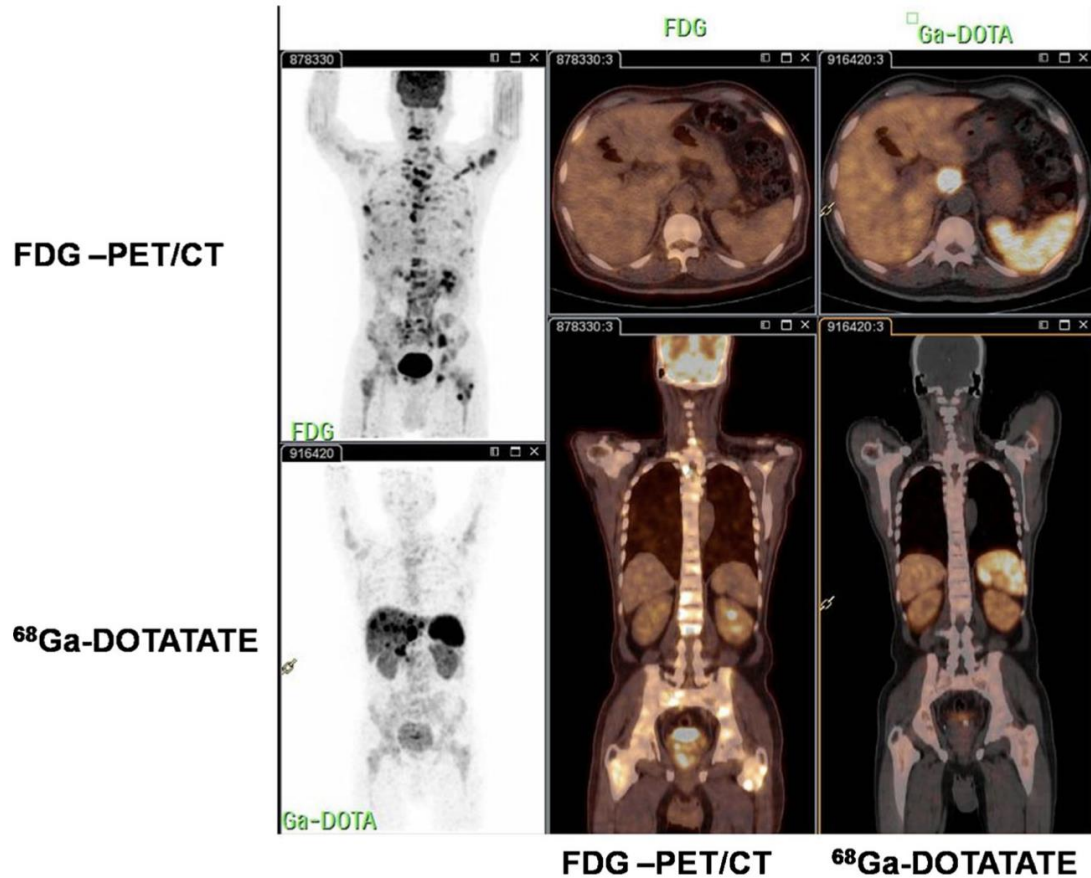 FDG
Ga-DOTA
878330
878330:3
916420:3
FDG –PET/CT
FDG
916420
878330:3
916420:3
⁶⁸Ga-DOTATATE
Ga-DOTA
FDG –PET/CT
⁶⁸Ga-DOTATATE